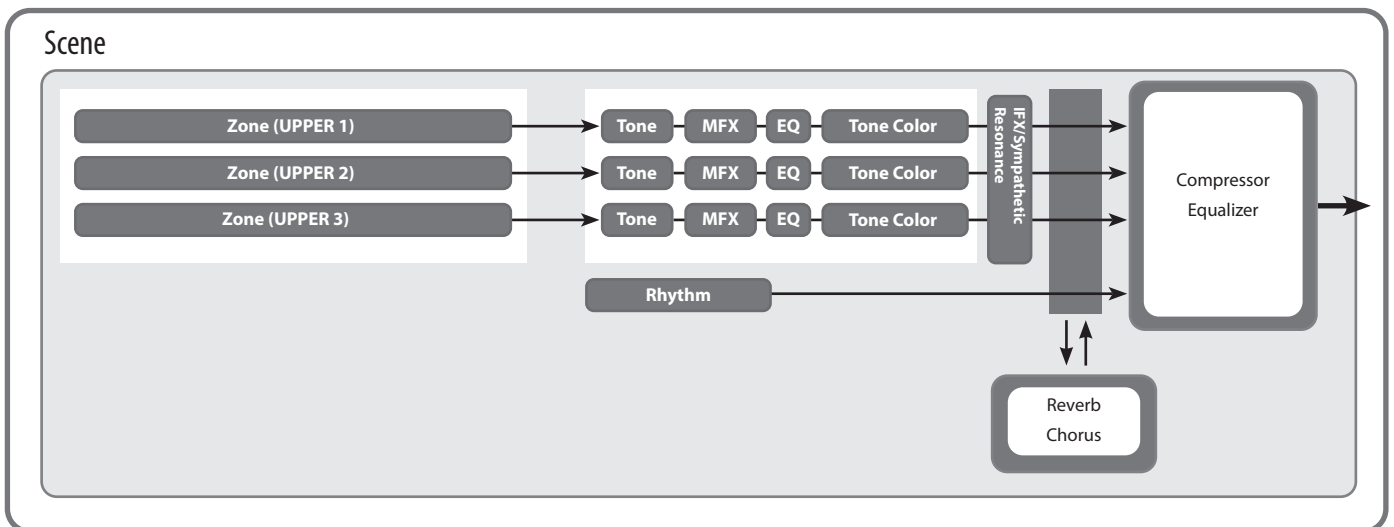 Scene
Zone (UPPER 1)
Tone
MFX
EQ
Tone Color
Zone (UPPER 2)
Tone
MFX
EQ
Tone Color
Zone (UPPER 3)
Tone
MFX
EQ
Tone Color
IFX/Sympathetic
Resonance
Rhythm
Compressor
Equalizer
Reverb
Chorus